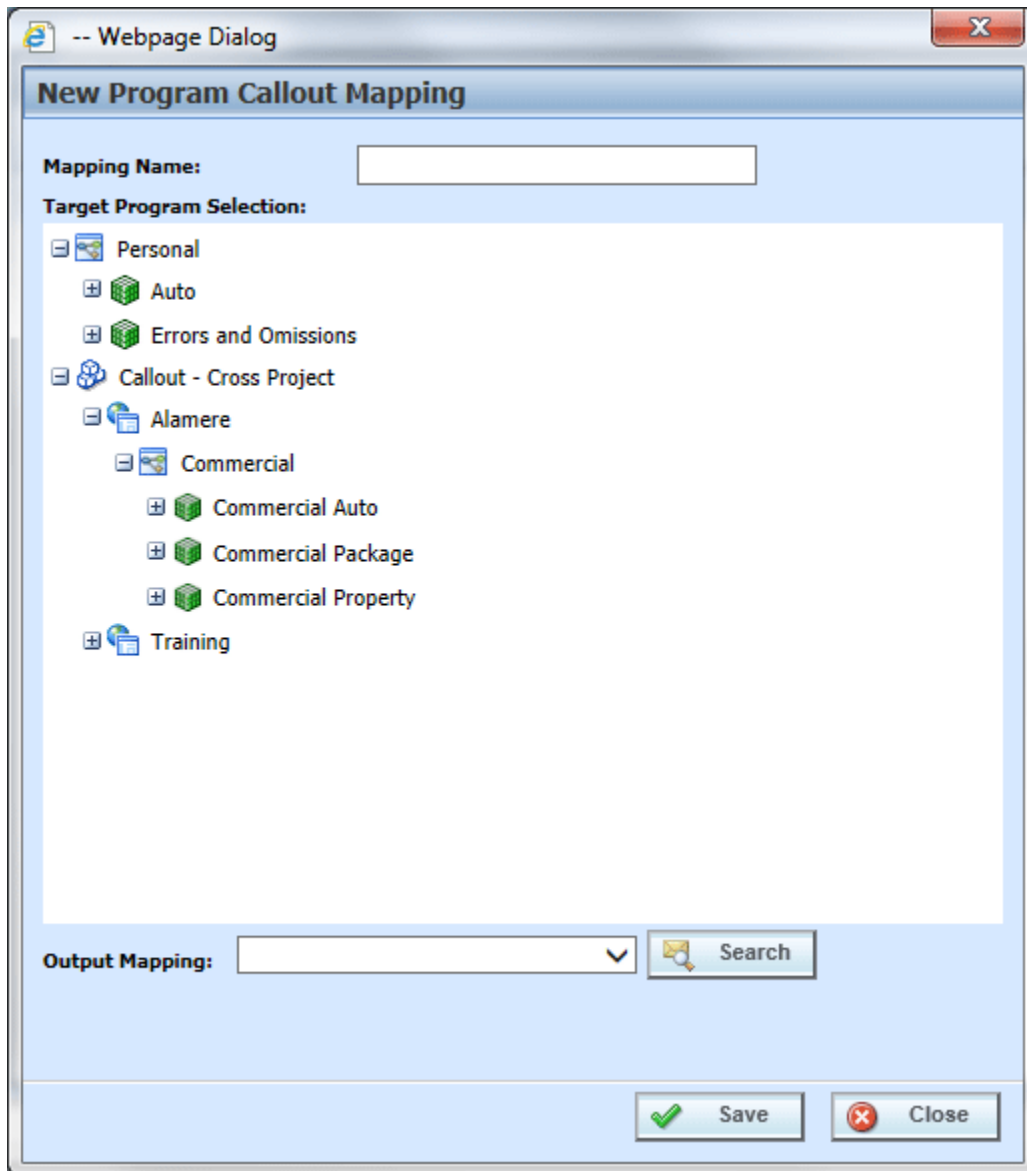 -- Webpage Dialog
New Program Callout Mapping
Mapping Name:
Target Program Selection:
Personal
Auto
Errors and Omissions
Callout - Cross Project
Alamere
Commercial
Commercial Auto
Commercial Package
Commercial Property
Training
Output Mapping:
Search
Save
Close